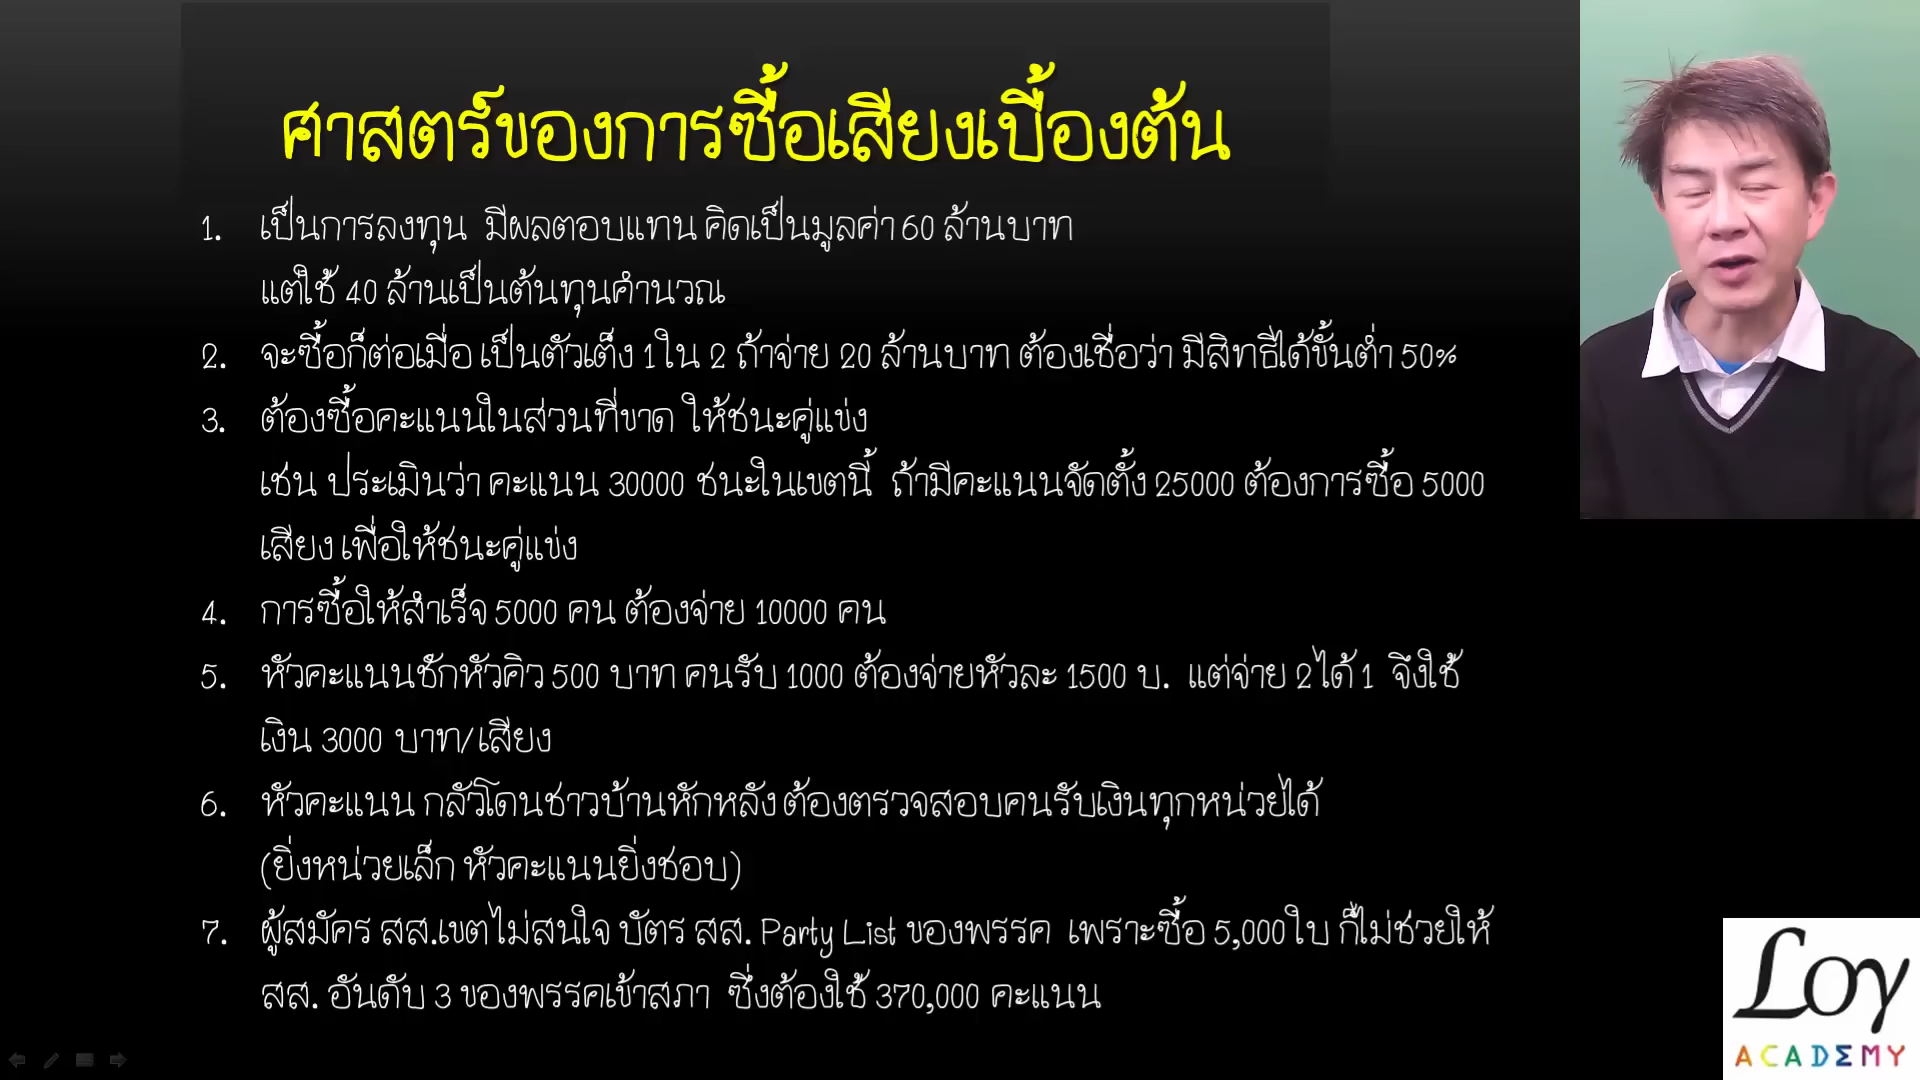 ศาสตร์ของการซื้อเสียงเบื้องต้น
1. เป็นการลงทุน มีผลตอบแทน คิดเป็นมูลค่า 60 ล้านบาท
แต่ใช้ 40 ล้านเป็นต้นทุนคำนวณ
2. จะซื้อก็ต่อเมื่อ เป็นตัวเต็ง 1 ใน 2 ถ้าจ่าย 20 ล้านบาท ต้องเชื่อว่า มีสิทธิ์ได้ขั้นต่ำ 50%
3. ต้องซื้อคะแนนในส่วนที่ขาด ให้ชนะคู่แข่ง
เช่น ประเมินว่า คะแนน 30000 ชนะในเขตนี้ ถ้ามีคะแนนจัดตั้ง 25000 ต้องการซื้อ 5000
เสียง เพื่อให้ชนะคู่แข่ง
4. การซื้อให้สำเร็จ 5000 คน ต้องจ่าย 10000 คน
5. หัวคะแนนชักหัวคิว 500 บาท คนรับ 1000 ต้องจ่ายหัวละ 1500 บ. แต่จ่าย 2 ได้ 1 จึงใช้
เงิน 3000 บาท/เสียง
6. หัวคะแนน กลัวโดนชาวบ้านหักหลัง ต้องตรวจสอบคนรับเงินทุกหน่วยได้
(ยิ่งหน่วยเล็ก หัวคะแนนยิ่งชอบ)
7. ผู้สมัคร สส.เขตไม่สนใจ บัตร สส. Party List ของพรรค เพราะซื้อ 5,000 ใบ ก็ไม่ช่วยให้
สส. อันดับ 3 ของพรรคเข้าสภา ซึ่งต้องใช้ 370,000 คะแนน
Loy
ACADEMY